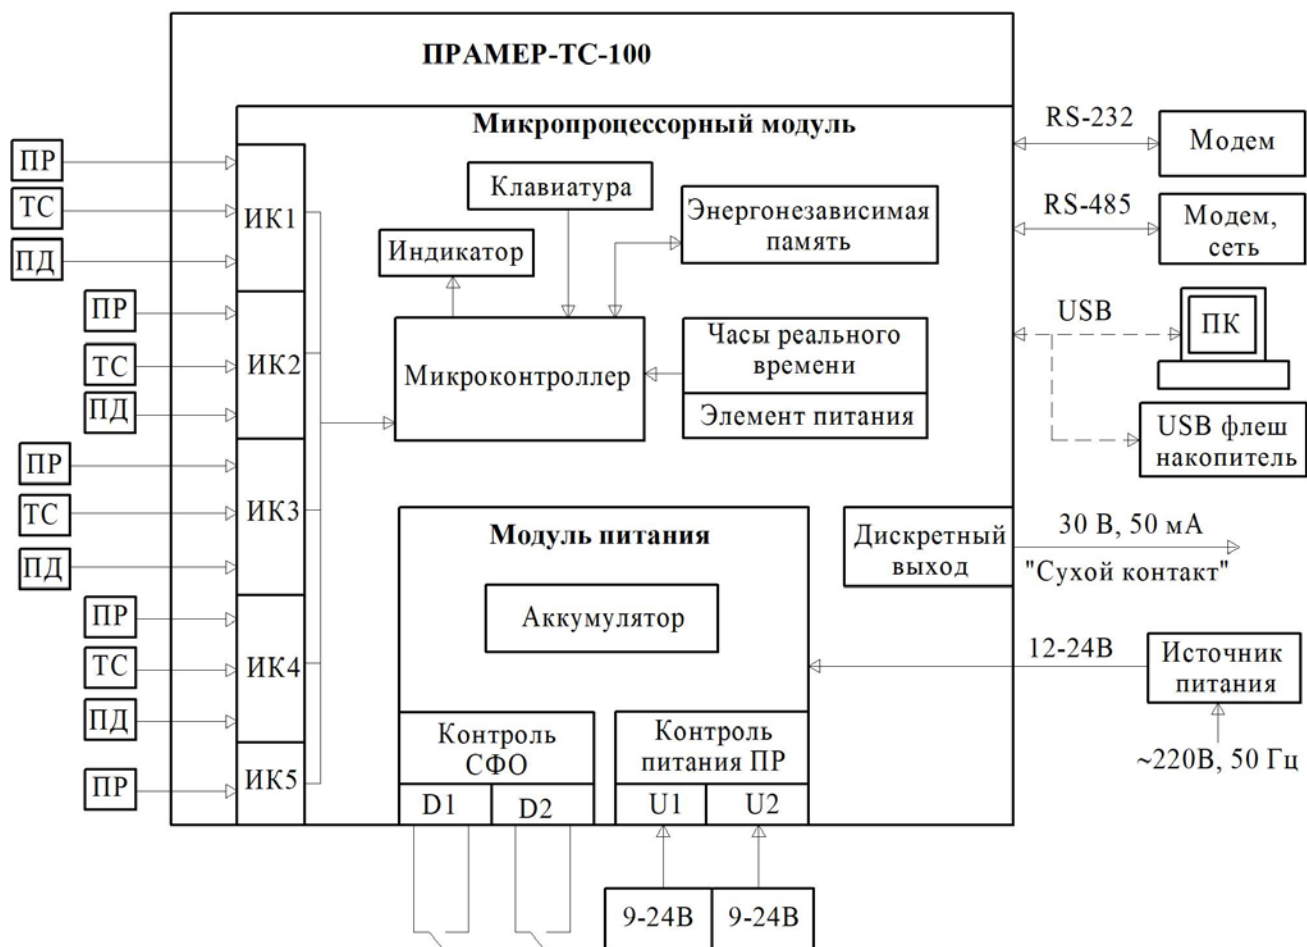 ПРАМЕР-ТС-100
Микропроцессорный модуль
ПР
ТС
ПД
ИК1
ПР
ТС
ПД
ИК2
ПР
ТС
ПД
ИК3
ПР
ТС
ПД
ИК4
ПР
ИК5
Клавиатура
Индикатор
Энергонезависимая
память
Микроконтроллер
Часы реального
времени
Элемент питания
RS-232
Модем
RS-485
Модем,
сеть
USB
ПК
USB флеш
накопитель
Модуль питания
Аккумулятор
Дискретный
выход
30 В, 50 мА
"Сухой контакт"
12-24В
Источник
питания
~220В, 50 Гц
Контроль
СФО
D1
D2
Контроль
питания ПР
U1
U2
9-24В
9-24В